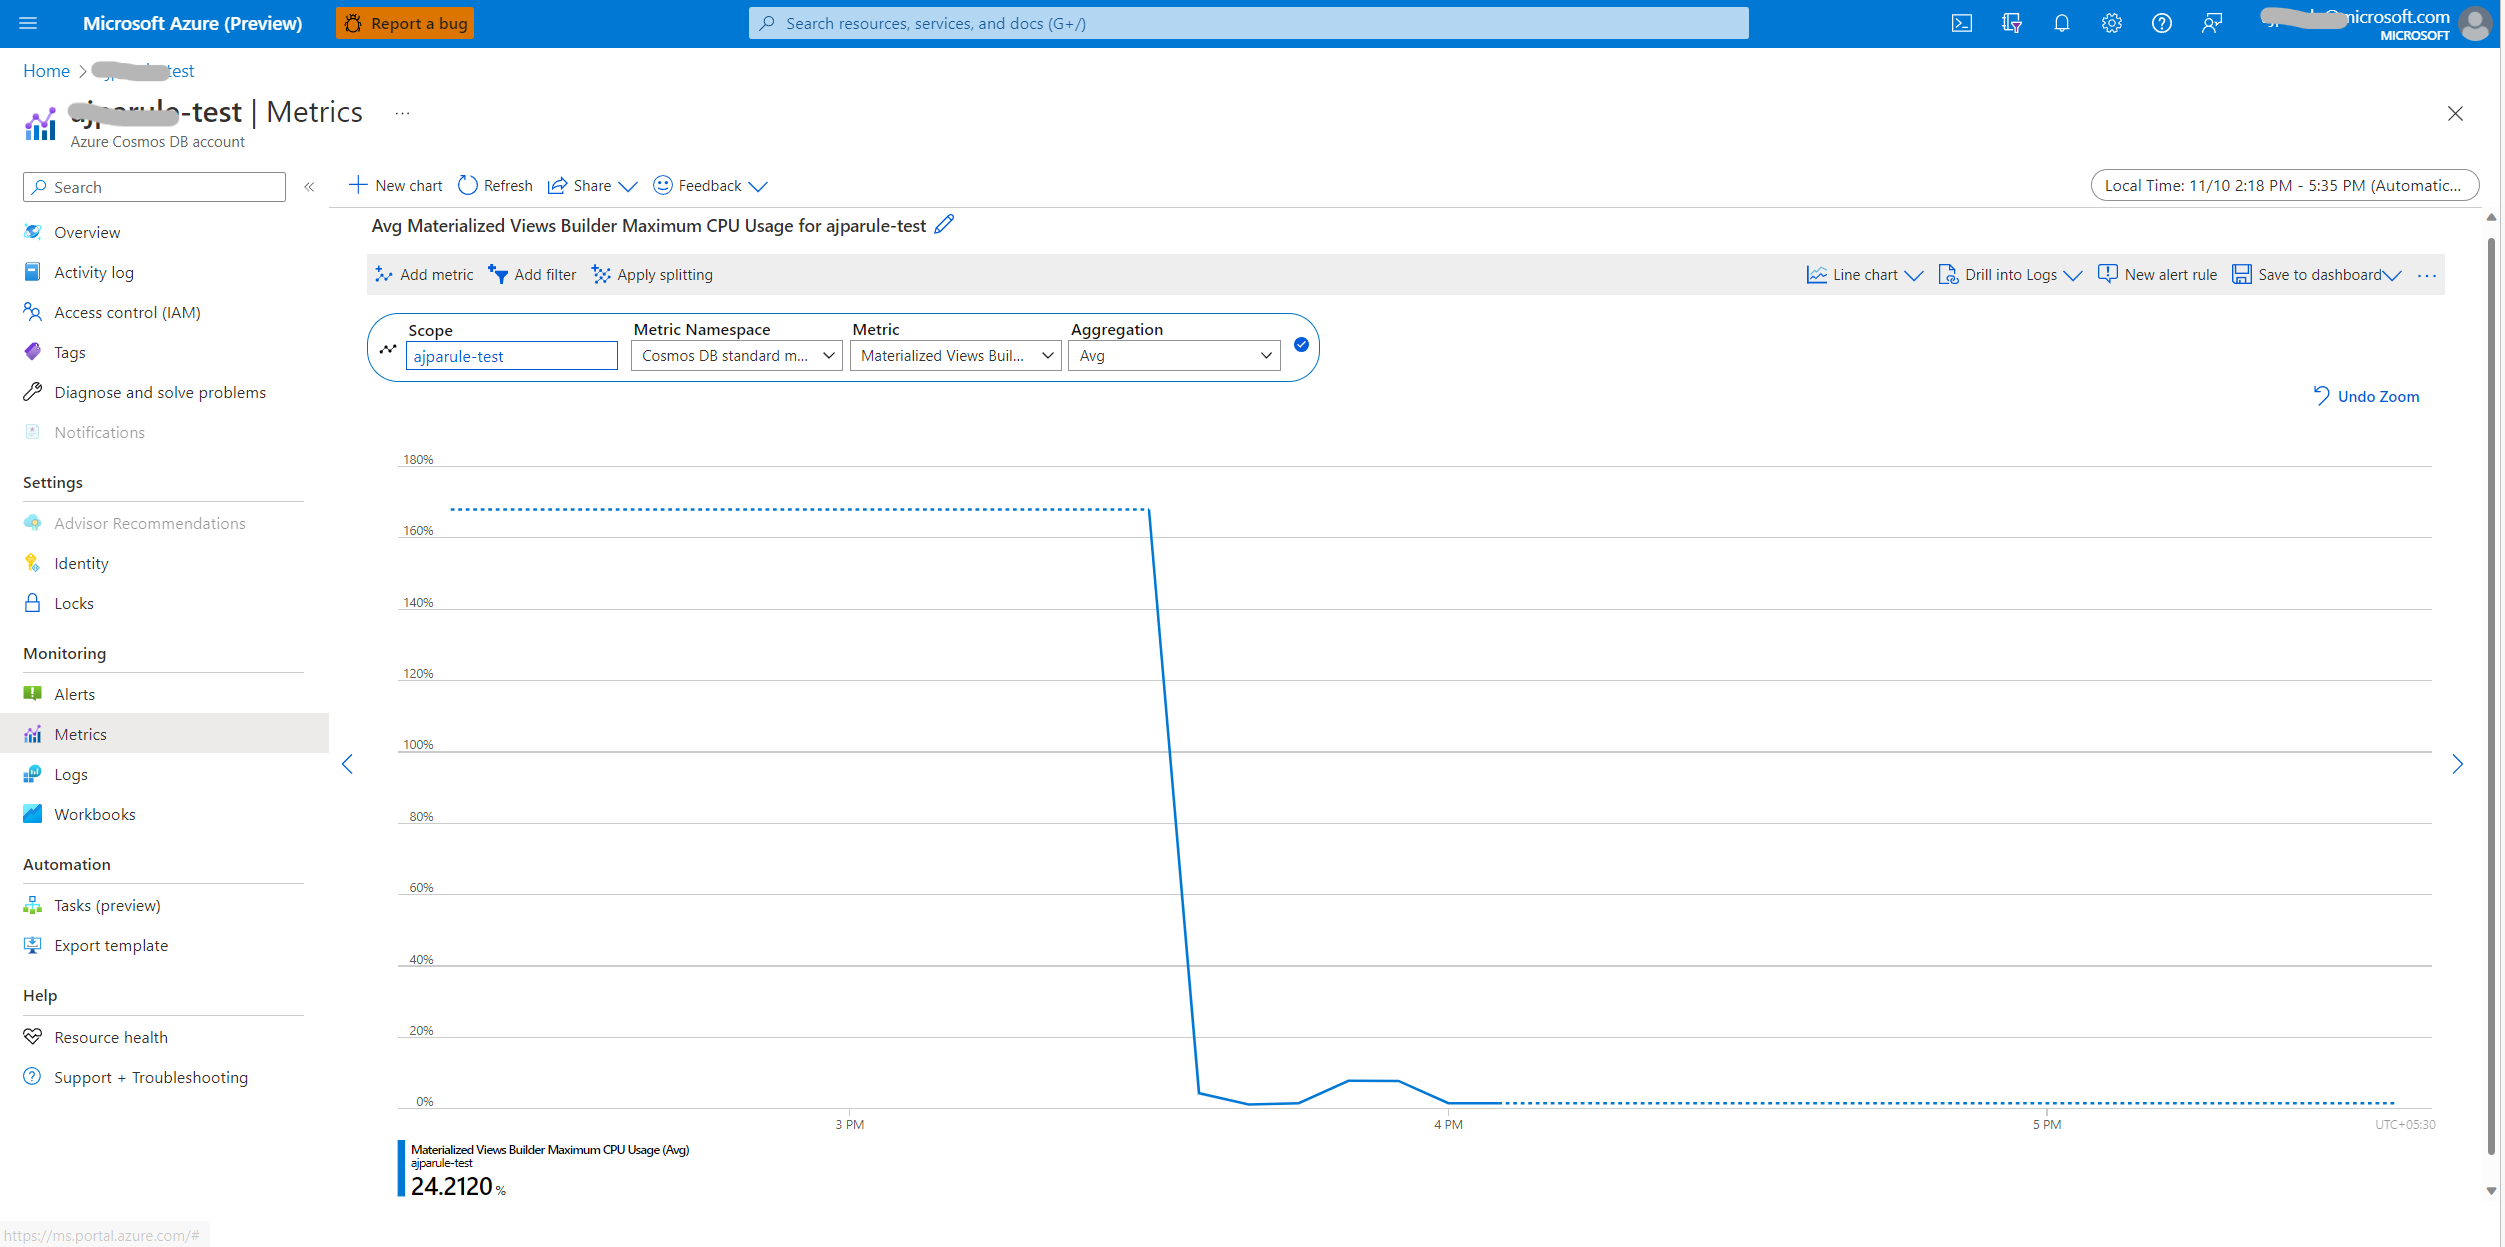 Microsoft Azure (Preview)
Report a bug
Search resources, services, and docs (G+/)
microsoft.com
MICROSOFT
Home
test
-test | Metrics
...
Azure Cosmos DB account
Search
«
New chart
Refresh
Share
Feedback
Local Time: 11/10 2:18 PM - 5:35 PM (Automatic...
Overview
Activity log
Access control (IAM)
Tags
Diagnose and solve problems
Notifications
Settings
Advisor Recommendations
Identity
Locks
Monitoring
Alerts
Metrics
Logs
Workbooks
Automation
Tasks (preview)
Export template
Help
Resource health
Support + Troubleshooting
Avg Materialized Views Builder Maximum CPU Usage for ajparule-test
Add metric
Add filter
Apply splitting
Line chart
Drill into Logs
New alert rule
Save to dashboard
...
Scope
ajparule-test
Metric Namespace
Cosmos DB standard m...
Metric
Materialized Views Buil...
Aggregation
Avg
Undo Zoom
180%
160%
140%
120%
100%
80%
60%
40%
20%
0%
3 PM
4 PM
5 PM
UTC+05:30
Materialized Views Builder Maximum CPU Usage (Avg)
ajparule-test
24.2120 %
https://ms.portal.azure.com/#